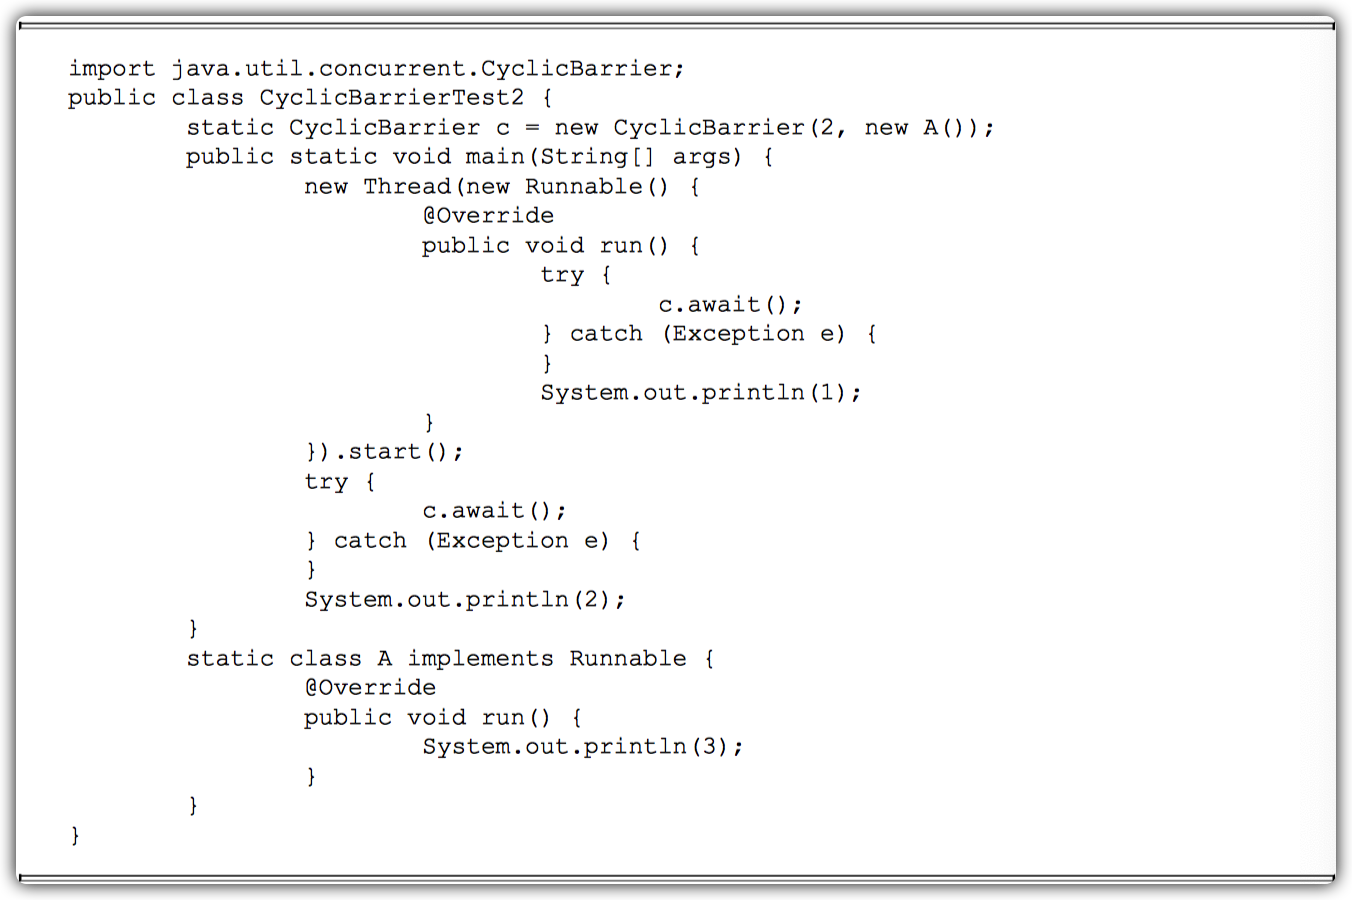 import java.util.concurrent.CyclicBarrier;
public class CyclicBarrierTest2 {
        static CyclicBarrier c = new CyclicBarrier(2, new A());
        public static void main(String[] args) {
                new Thread(new Runnable() {
                        @Override
                        public void run() {
                                try {
                                        c.await();
                                } catch (Exception e) {
                                }
                                System.out.println(1);
                        }
                }).start();
                try {
                        c.await();
                } catch (Exception e) {
                }
                System.out.println(2);
        }
        static class A implements Runnable {
                @Override
                public void run() {
                        System.out.println(3);
                }
        }
}